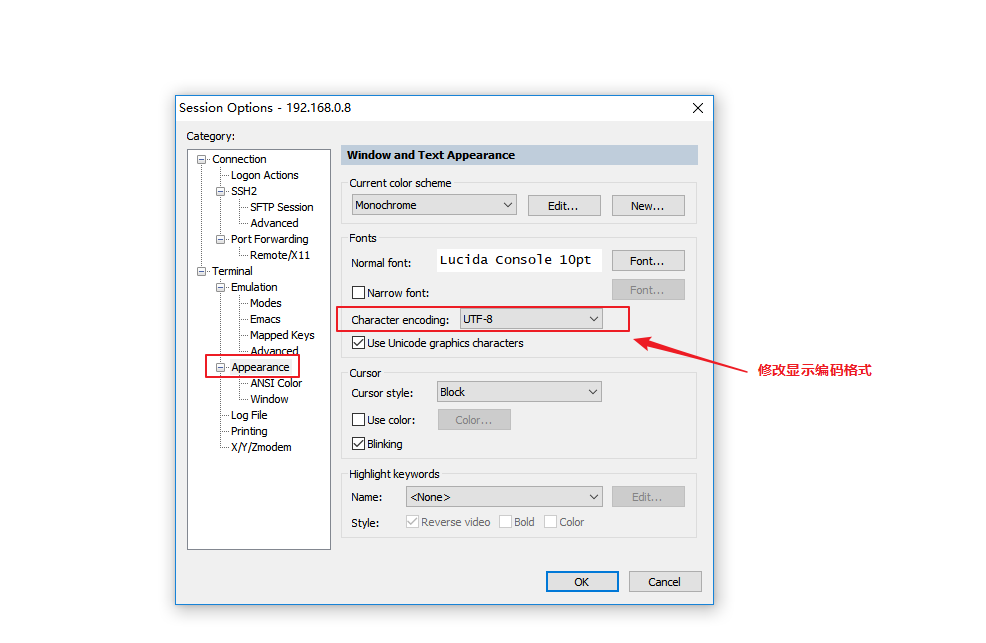 Session Options - 192.168.0.8
Category:
Connection
Logon Actions
SSH2
SFTP Session
Advanced
Port Forwarding
Remote/X11
Terminal
Emulation
Modes
Emacs
Mapped Keys
Advanced
Appearance
ANSI Color
Window
Log File
Printing
X/Y/Zmodem
Window and Text Appearance
Current color scheme
Monochrome
Edit...
New...
Fonts
Normal font:
Lucida Console 10pt
Font...
Narrow font:
Font...
Character encoding:
UTF-8
Use Unicode graphics characters
修改显示编码格式
Cursor
Cursor style:
Block
Use color:
Color...
Blinking
Highlight keywords
Name:
<None>
Edit...
Style:
Reverse video
Bold
Color
OK
Cancel